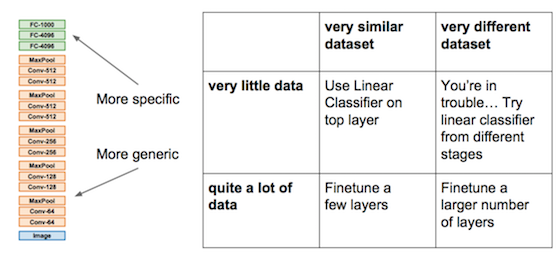 FC-1000
FC-4096
FC-4096
MaxPool
Conv-512
Conv-512
MaxPool
Conv-512
Conv-512
MaxPool
Conv-256
Conv-256
MaxPool
Conv-128
Conv-128
MaxPool
Conv-64
Conv-64
Image
More specific
More generic
very similar
dataset
very different
dataset
very little data
Use Linear
Classifier on
top layer
You're in
trouble... Try
linear classifier
from different
stages
quite a lot of
data
Finetune a
few layers
Finetune a
larger number
of layers